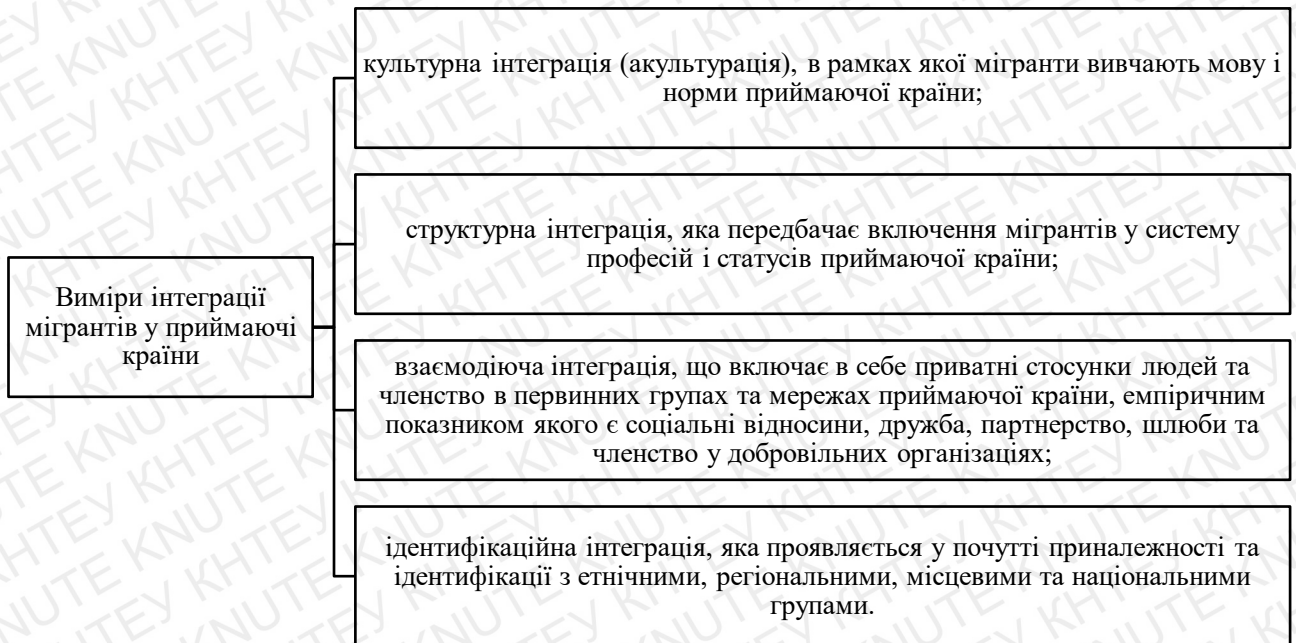 культурна інтеграція (акультурація), в рамках якої мігранти вивчають мову і
норми приймаючої країни;
структурна інтеграція, яка передбачає включення мігрантів у систему
професій і статусів приймаючої країни;
Виміри інтеграції
мігрантів у приймаючі
країни
взаємодіюча інтеграція, що включає в себе приватні стосунки людей та
членство в первинних групах та мережах приймаючої країни, емпіричним
показником якого є соціальні відносини, дружба, партнерство, шлюби та
членство у добровільних організаціях;
ідентифікаційна інтеграція, яка проявляється у почутті приналежності та
ідентифікації з етнічними, регіональними, місцевими та національними
групами.